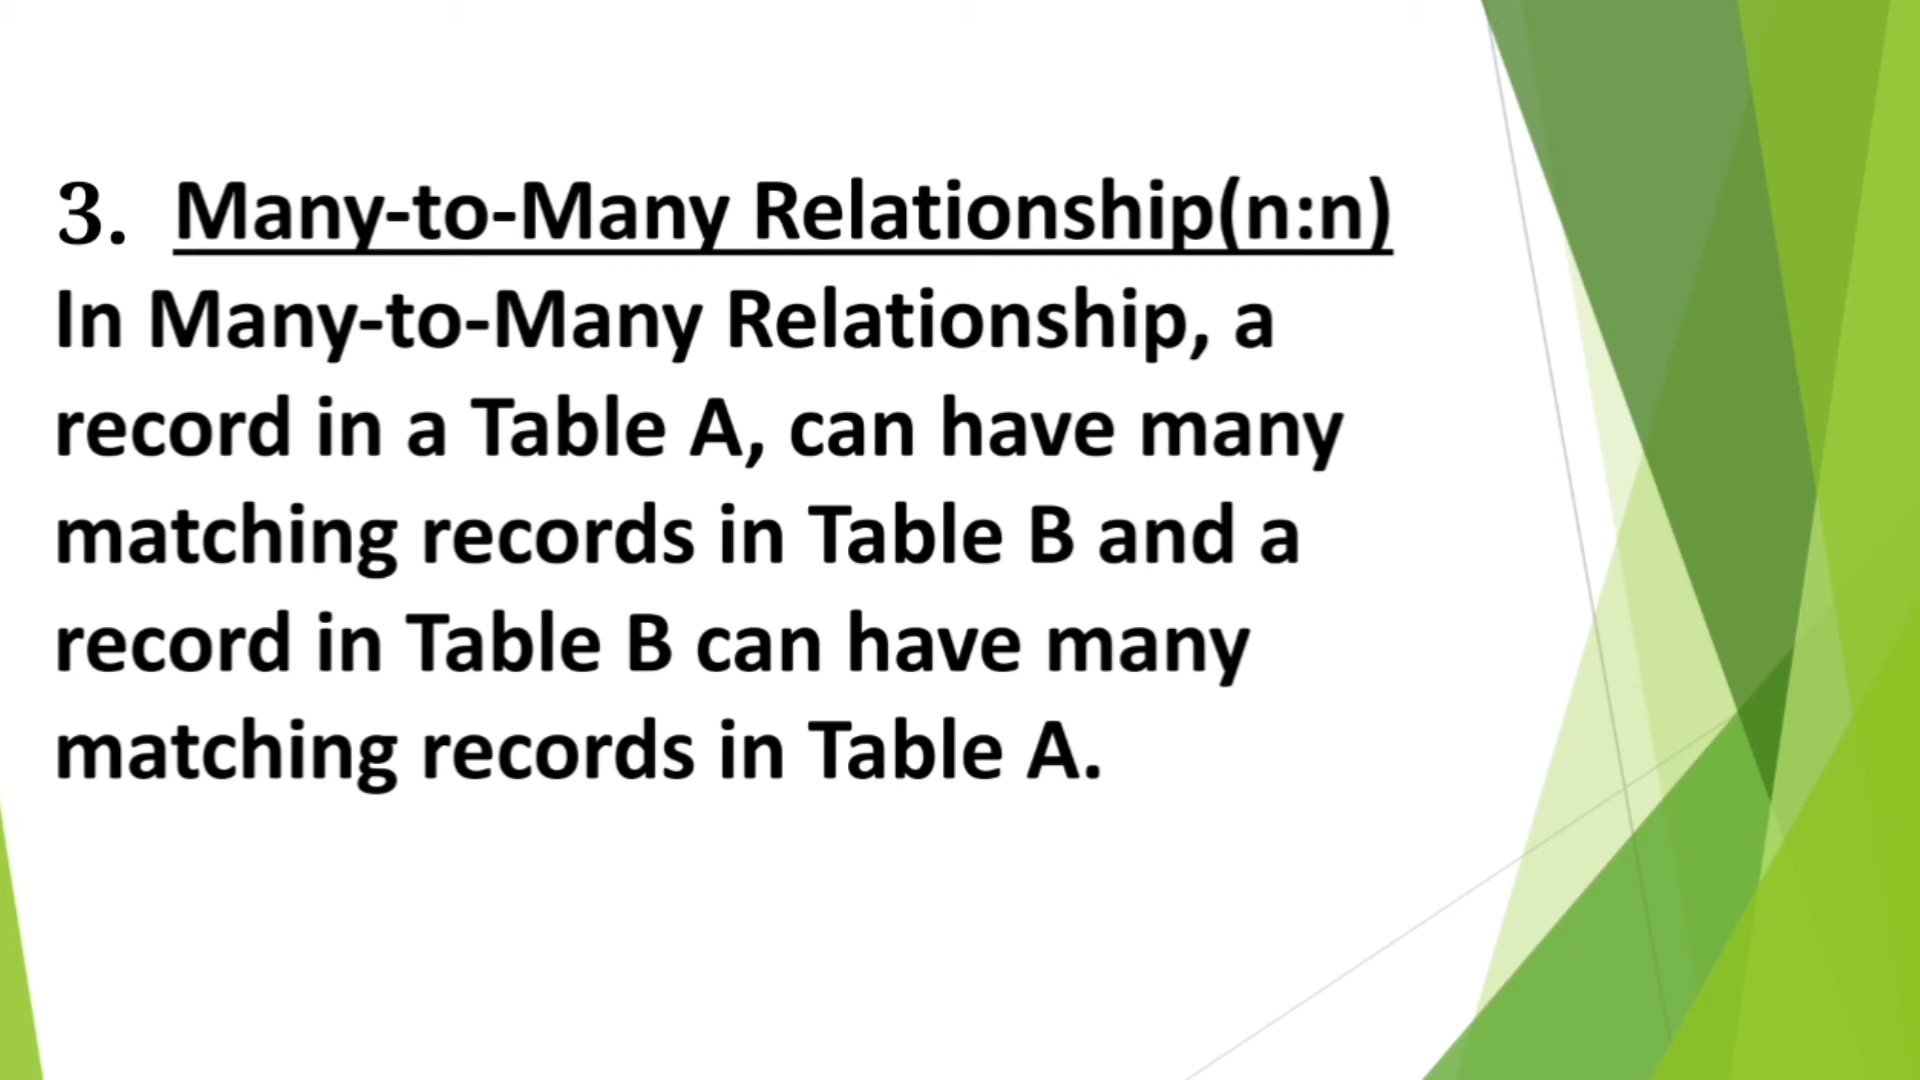 3. Many-to-Many Relationship(n:n)
In Many-to-Many Relationship, a
record in a Table A, can have many
matching records in Table B and a
record in Table B can have many
matching records in Table A.